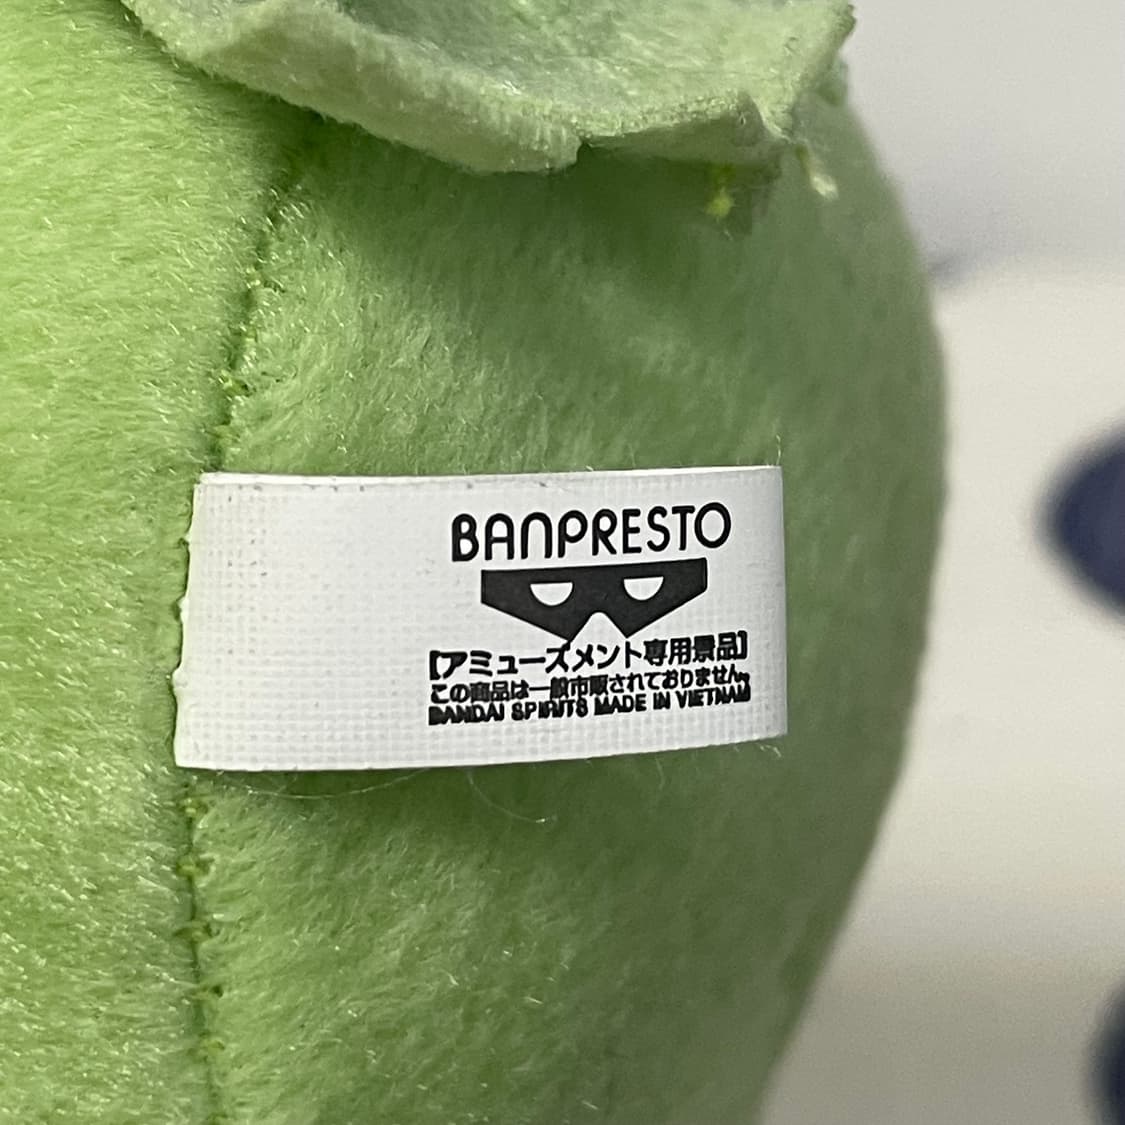 BANPRESTO
[アミューズメント専用景品]
この商品は一般市販されておりません。
BANDAI SPIRITS MADE IN VIETNAM